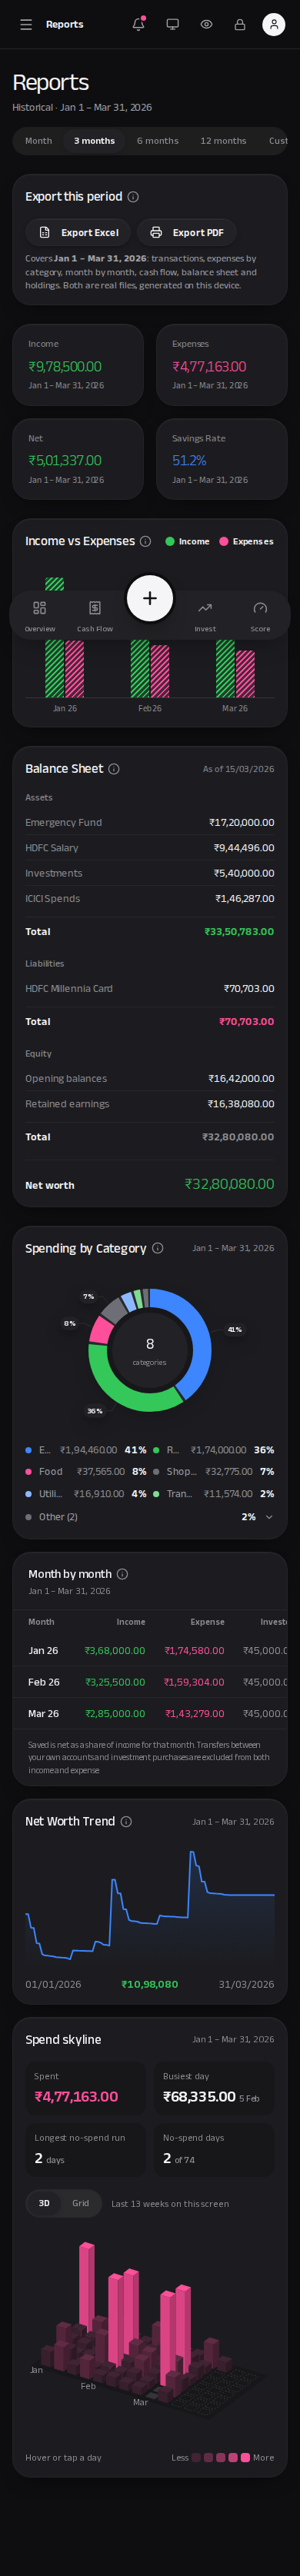 Reports
Reports
Historical · Jan 1 – Mar 31, 2026
Month 3 months 6 months 12 months Cust
Export this period
Export Excel Export PDF
Covers Jan 1 – Mar 31, 2026: transactions, expenses by
category, month by month, cash flow, balance sheet and
holdings. Both are real files, generated on this device.
Income Expenses
₹9,78,500.00 ₹4,77,163.00
Jan 1 – Mar 31, 2026 Jan 1 – Mar 31, 2026
Net Savings Rate
₹5,01,337.00 51.2%
Jan 1 – Mar 31, 2026 Jan 1 – Mar 31, 2026
Income vs Expenses Income Expenses
Overview Cash Flow Invest Score
Jan 26 Feb 26 Mar 26
Balance Sheet As of 15/03/2026
Assets
Emergency Fund ₹17,20,000.00
HDFC Salary ₹9,44,496.00
Investments ₹5,40,000.00
ICICI Spends ₹1,46,287.00
Total ₹33,50,783.00
Liabilities
HDFC Millennia Card ₹70,703.00
Total ₹70,703.00
Equity
Opening balances ₹16,42,000.00
Retained earnings ₹16,38,080.00
Total ₹32,80,080.00
Net worth ₹32,80,080.00
Spending by Category Jan 1 – Mar 31, 2026
7%
8%
41%
8
categories
36%
E... ₹1,94,460.00 41% R... ₹1,74,000.00 36%
Food ₹37,565.00 8% Shop... ₹32,775.00 7%
Utili... ₹16,910.00 4% Tran... ₹11,574.00 2%
Other (2) 2%
Month by month
Jan 1 – Mar 31, 2026
Month Income Expense Invest
Jan 26 ₹3,68,000.00 ₹1,74,580.00 ₹45,000.0
Feb 26 ₹3,25,500.00 ₹1,59,304.00 ₹45,000.0
Mar 26 ₹2,85,000.00 ₹1,43,279.00 ₹45,000.0
Saved is net as a share of income for that month. Transfers between
your own accounts and investment purchases are excluded from both
income and expense
Net Worth Trend Jan 1 – Mar 31, 2026
01/01/2026 ₹10,98,080 31/03/2026
Spend skyline Jan 1 – Mar 31, 2026
Spent Busiest day
₹4,77,163.00 ₹68,335.00 5 Feb
Longest no-spend run No-spend days
2 days 2 of 74
3D Grid Last 13 weeks on this screen
Jan
Feb
Mar
Hover or tap a day Less More